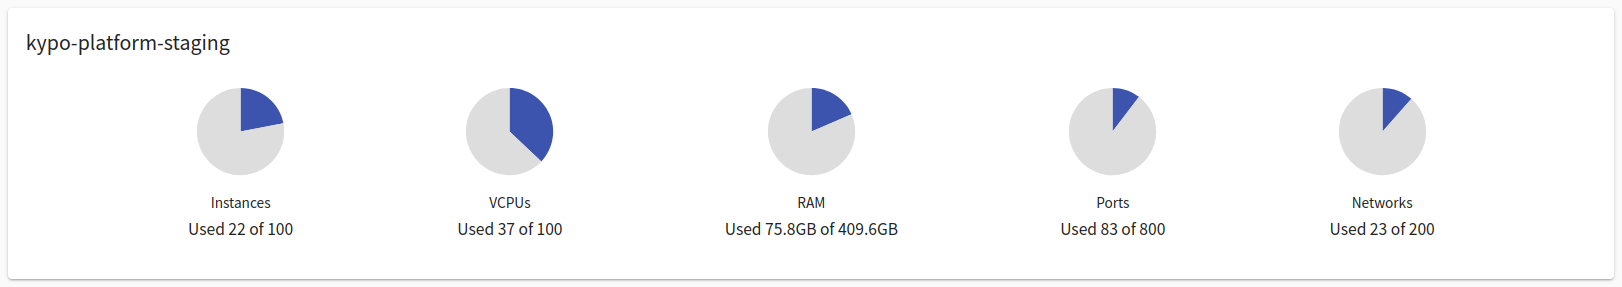 kypo-platform-staging
Instances
Used 22 of 100
VCPUs
Used 37 of 100
RAM
Used 75.8GB of 409.6GB
Ports
Used 83 of 800
Networks
Used 23 of 200